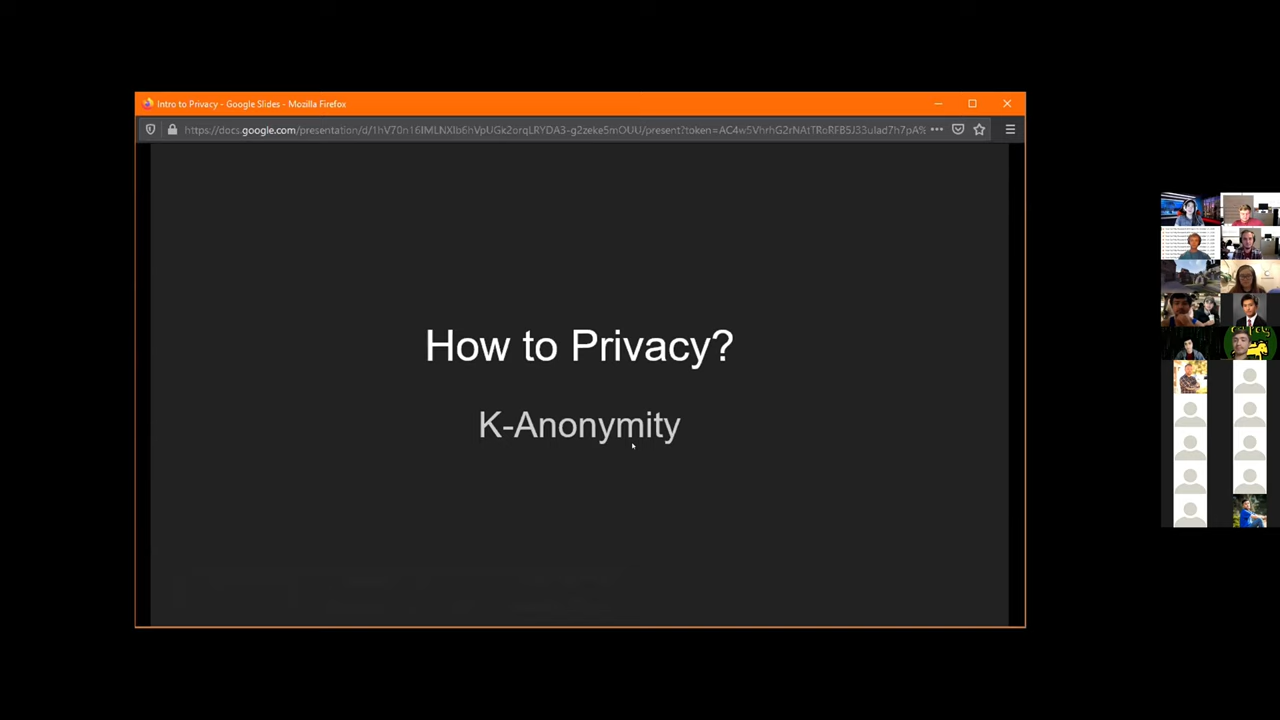 Intro to Privacy - Google Slides - Mozilla Firefox
How to Privacy?
K-Anonymity